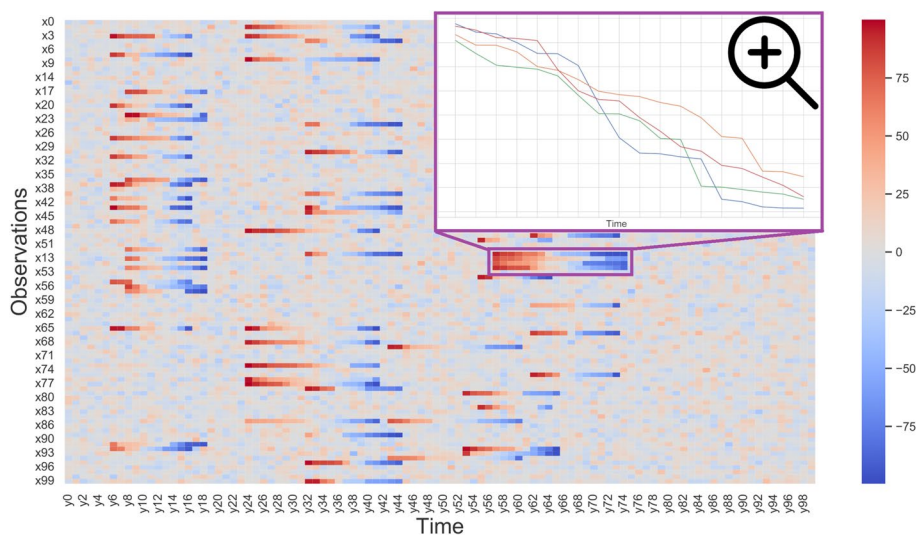 x0
x3
x6
x9
x14
x17
x20
x23
x26
x29
x32
x35
x38
x42
x45
x48
x51
x13
x53
x56
x59
x62
x65
x68
x71
x74
x77
x80
x83
x86
x90
x93
x96
x99
Observations
y0 y2 y4 y6 y8 y10 y12 y14 y16 y18 y20 y22 y24 y26 y28 y30 y32 y34 y36 y38 y40 y42 y44 y46 y48 y50 y52 y54 y56 y58 y60 y62 y64 y66 y68 y70 y72 y74 y76 y78 y80 y82 y84 y86 y88 y90 y92 y94 y96 y98
Time
Time
75
50
25
0
−25
−50
−75